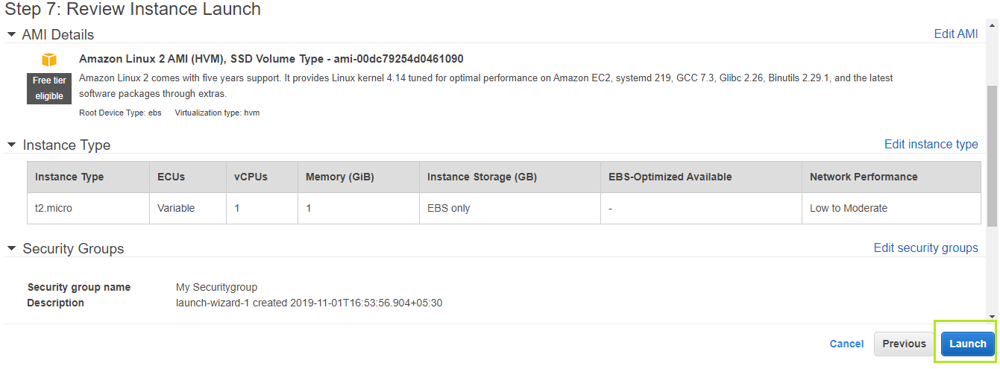 Step 7: Review Instance Launch
AMI Details Edit AMI
Amazon Linux 2 AMI (HVM), SSD Volume Type - ami-00dc79254d0461090
Free tier eligible
Amazon Linux 2 comes with five years support. It provides Linux kernel 4.14 tuned for optimal performance on Amazon EC2, systemd 219, GCC 7.3, Glibc 2.26, Binutils 2.29.1, and the latest
software packages through extras.
Root Device Type: ebs Virtualization type: hvm
Instance Type Edit instance type
Instance Type ECUs vCPUs Memory (GiB) Instance Storage (GB) EBS-Optimized Available Network Performance
t2.micro Variable 1 1 EBS only - Low to Moderate
Security Groups Edit security groups
Security group name My Securitygroup
Description launch-wizard-1 created 2019-11-01T16:53:56.904+05:30
Cancel Previous Launch